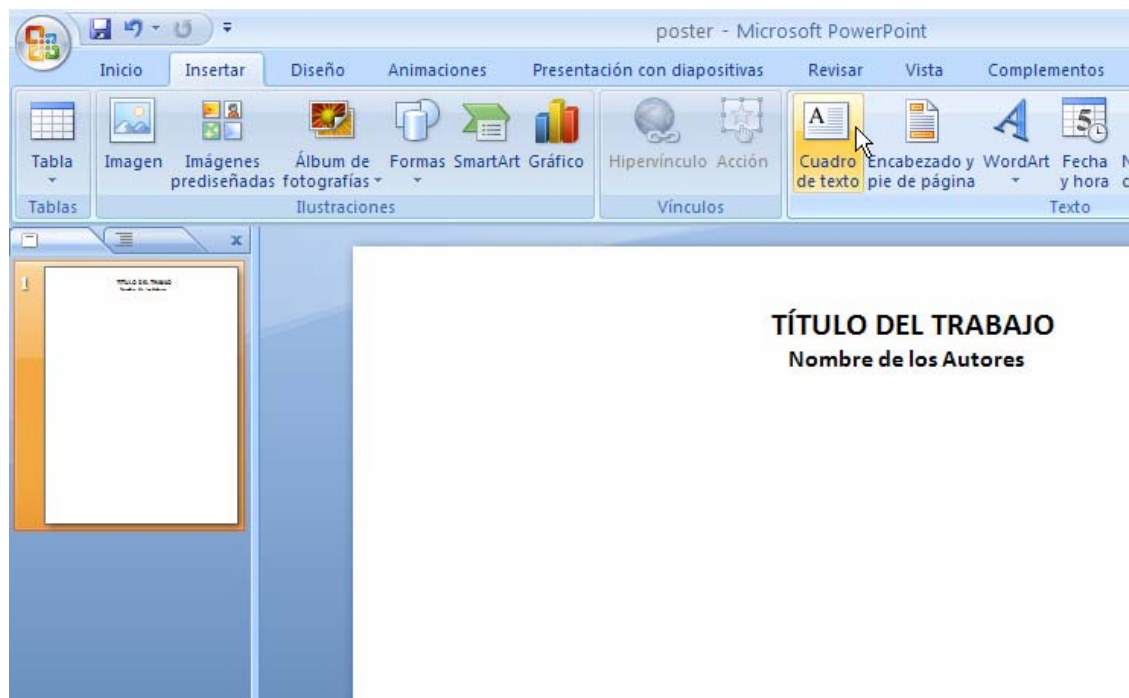 poster - Microsoft PowerPoint
Inicio Insertar Diseño Animaciones Presentación con diapositivas Revisar Vista Complementos
Tabla
Imagen
Imágenes
prediseñadas
Álbum de
fotografías
Formas
SmartArt
Gráfico
Hipervínculo
Acción
Cuadro
de texto
Encabezado y
pie de página
WordArt
Fecha
y hora
Tablas Ilustraciones Vínculos Texto
1
TÍTULO DEL TRABAJO
Nombre de los Autores